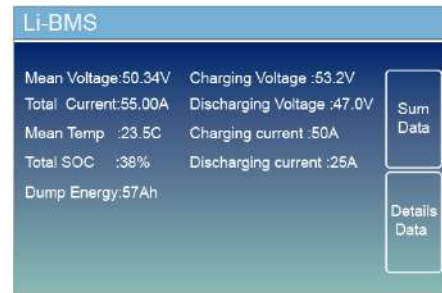 Li-BMS
Mean Voltage:50.34V Charging Voltage :53.2V
Total Current:55.00A Discharging Voltage :47.0V
Mean Temp :23.5C Charging current :50A
Total SOC :38% Discharging current :25A
Dump Energy:57Ah
Sum
Data
Details
Data